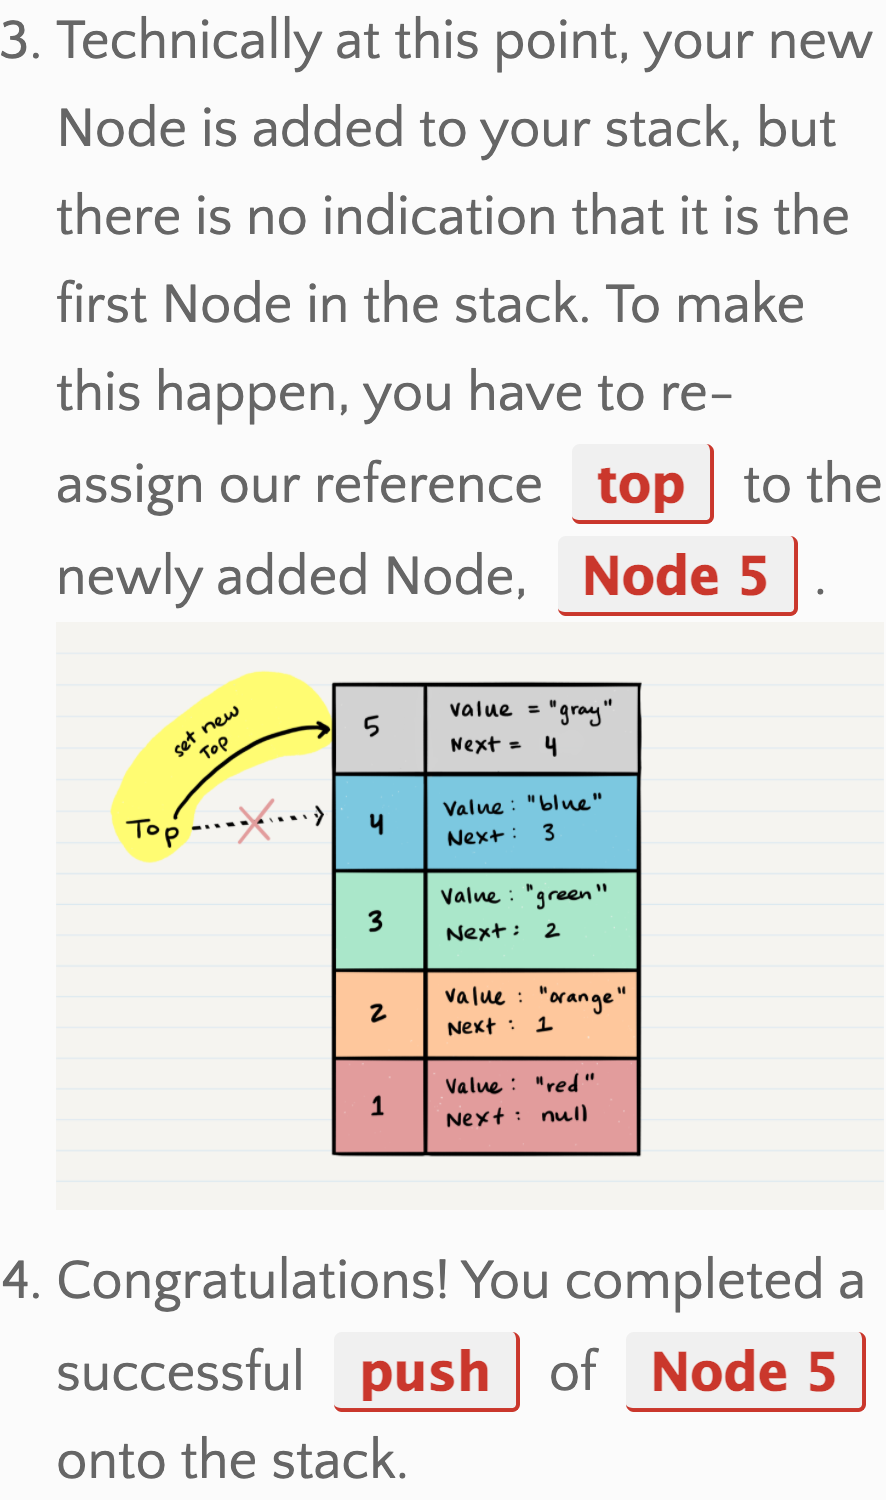 3. Technically at this point, your new
Node is added to your stack, but
there is no indication that it is the
first Node in the stack. To make
this happen, you have to re-
assign our reference top to the
newly added Node, Node 5 .
set new
Top
Top
5
value = "gray"
Next = 4
4
Value : "blue"
Next : 3
3
Value : "green"
Next : 2
2
value : "orange"
Next : 1
1
Value : "red"
Next : null
4. Congratulations! You completed a
successful push of Node 5
onto the stack.